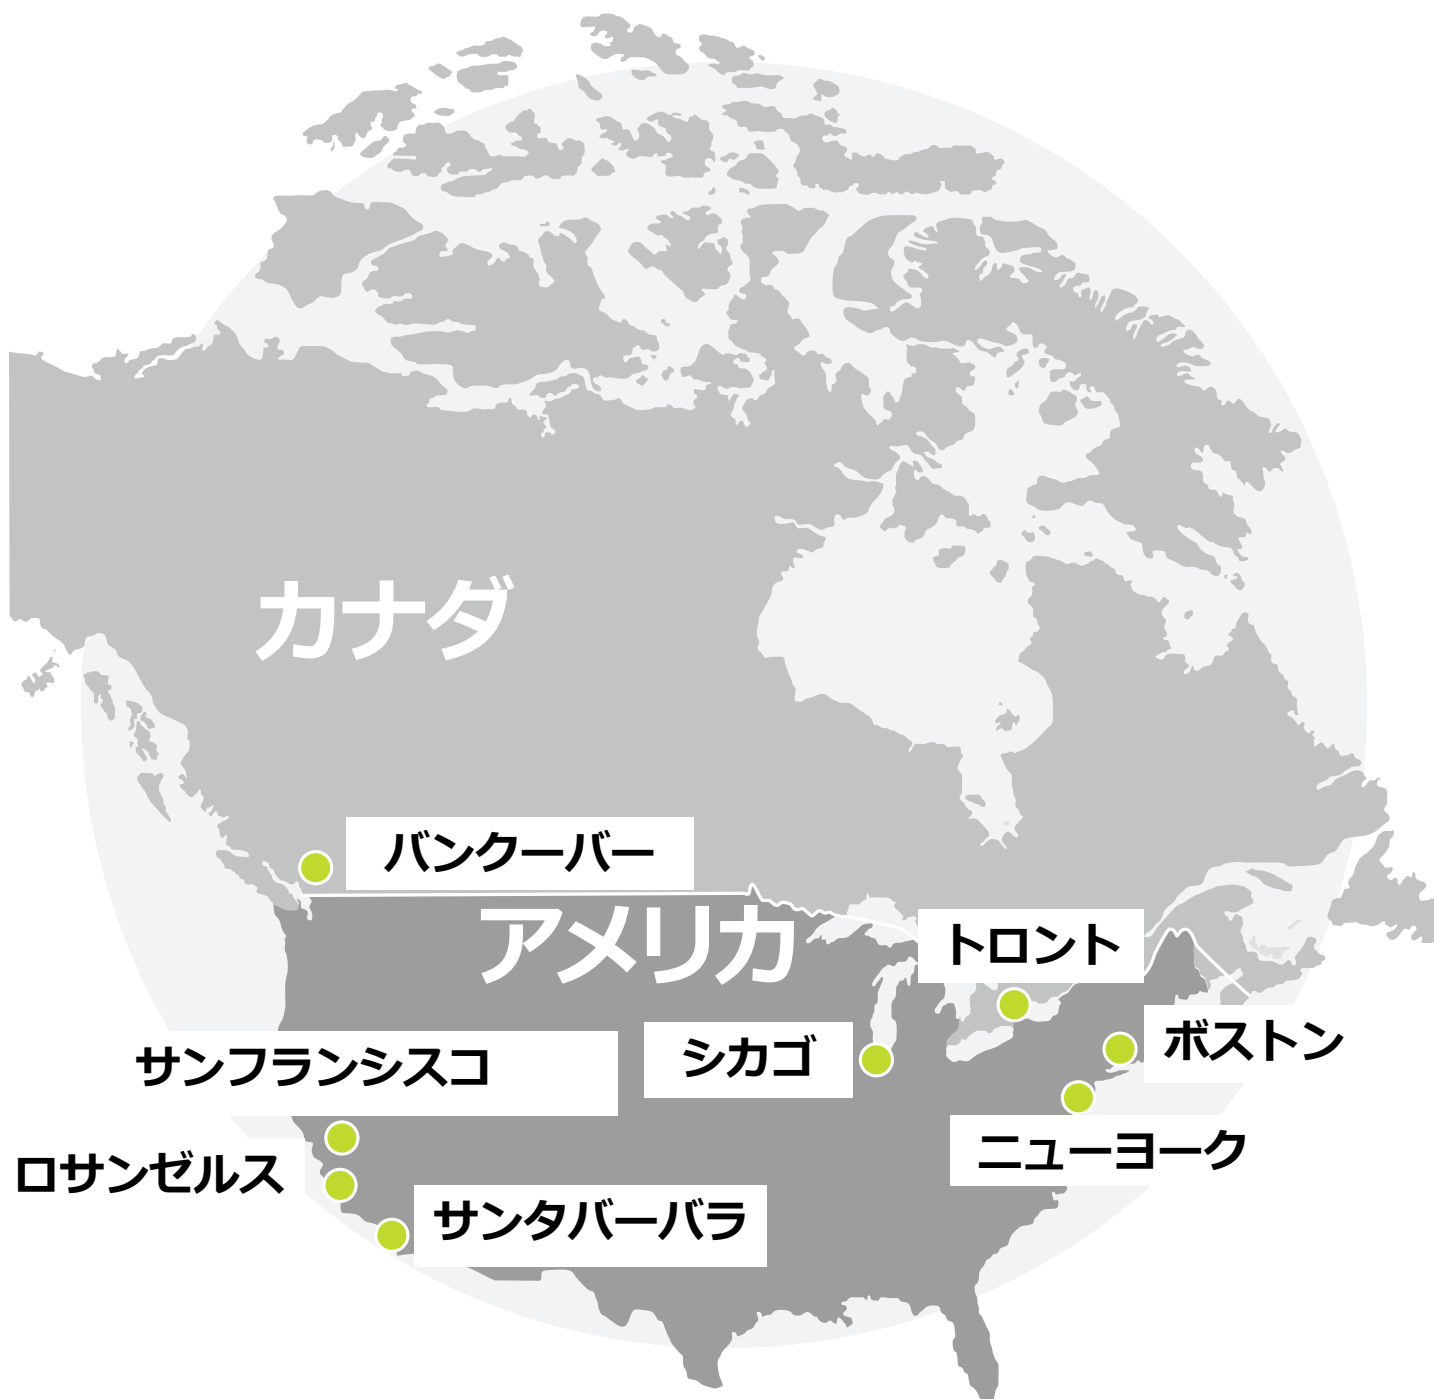 カナダ
バンクーバー
アメリカ
トロント
サンフランシスコ
シカゴ
ボストン
ニューヨーク
ロサンゼルス
サンタバーバラ